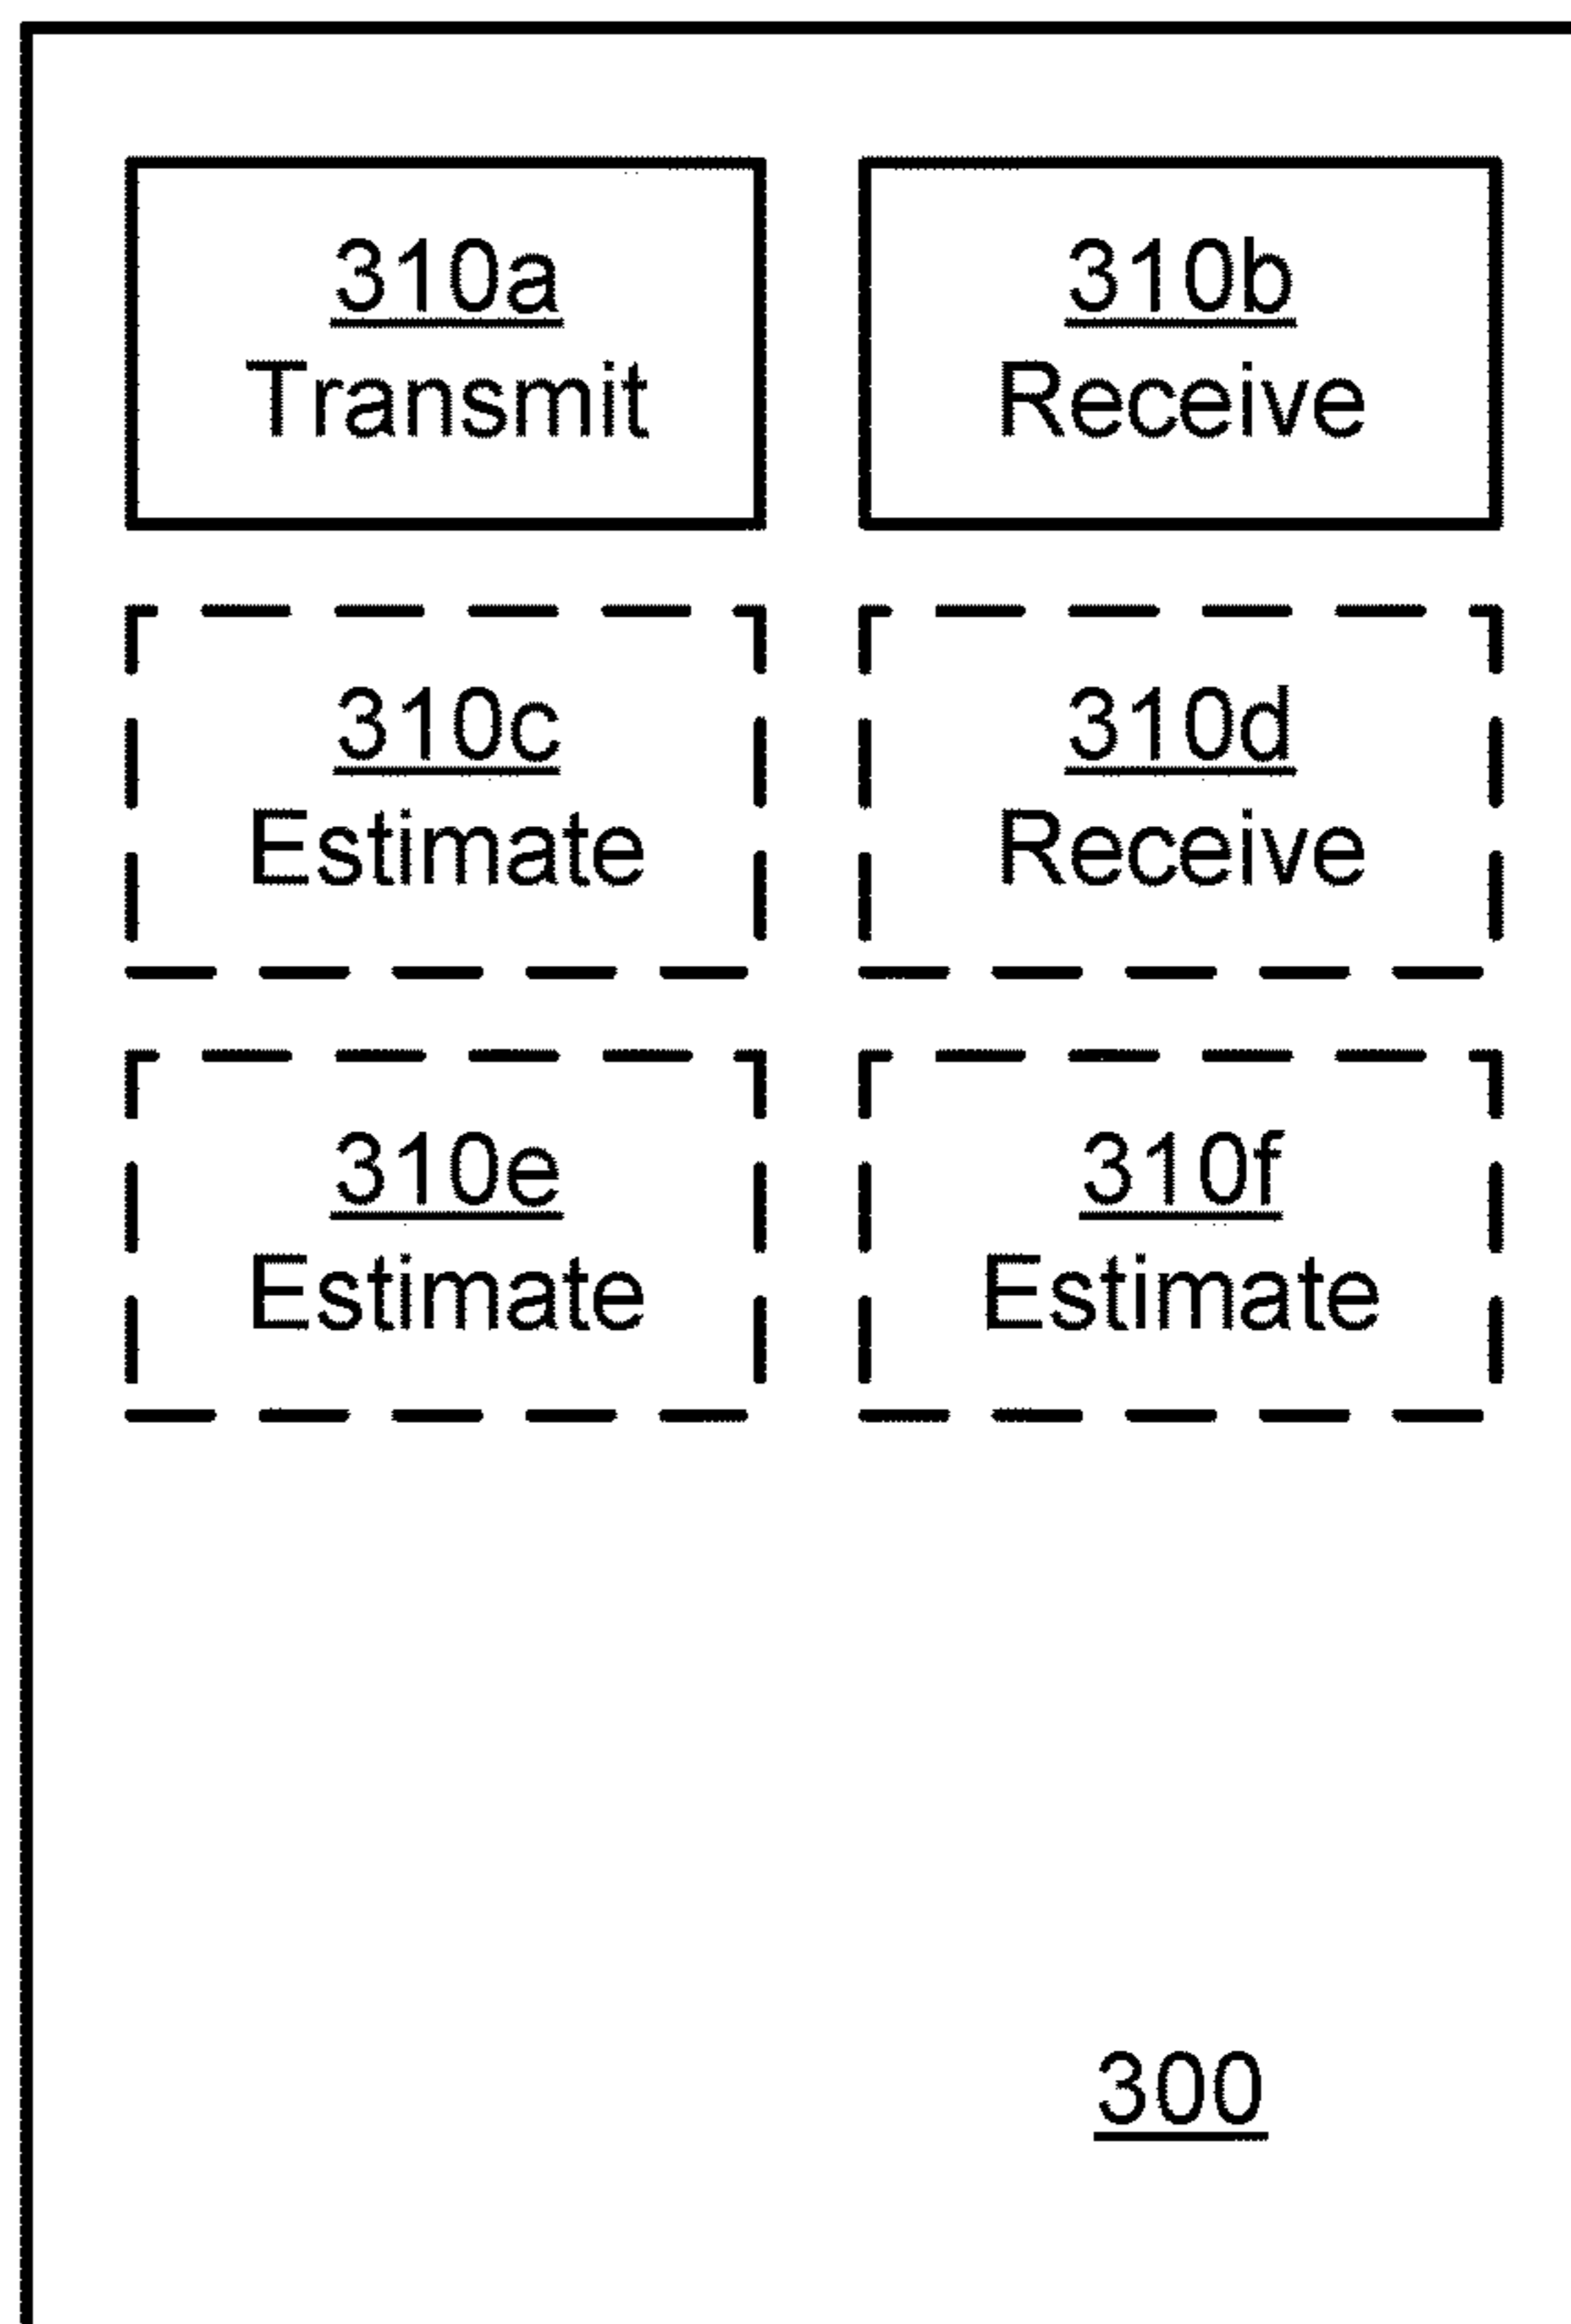 310a
Transmit
310b
Receive
310c
Estimate
310d
Receive
310e
Estimate
310f
Estimate
300